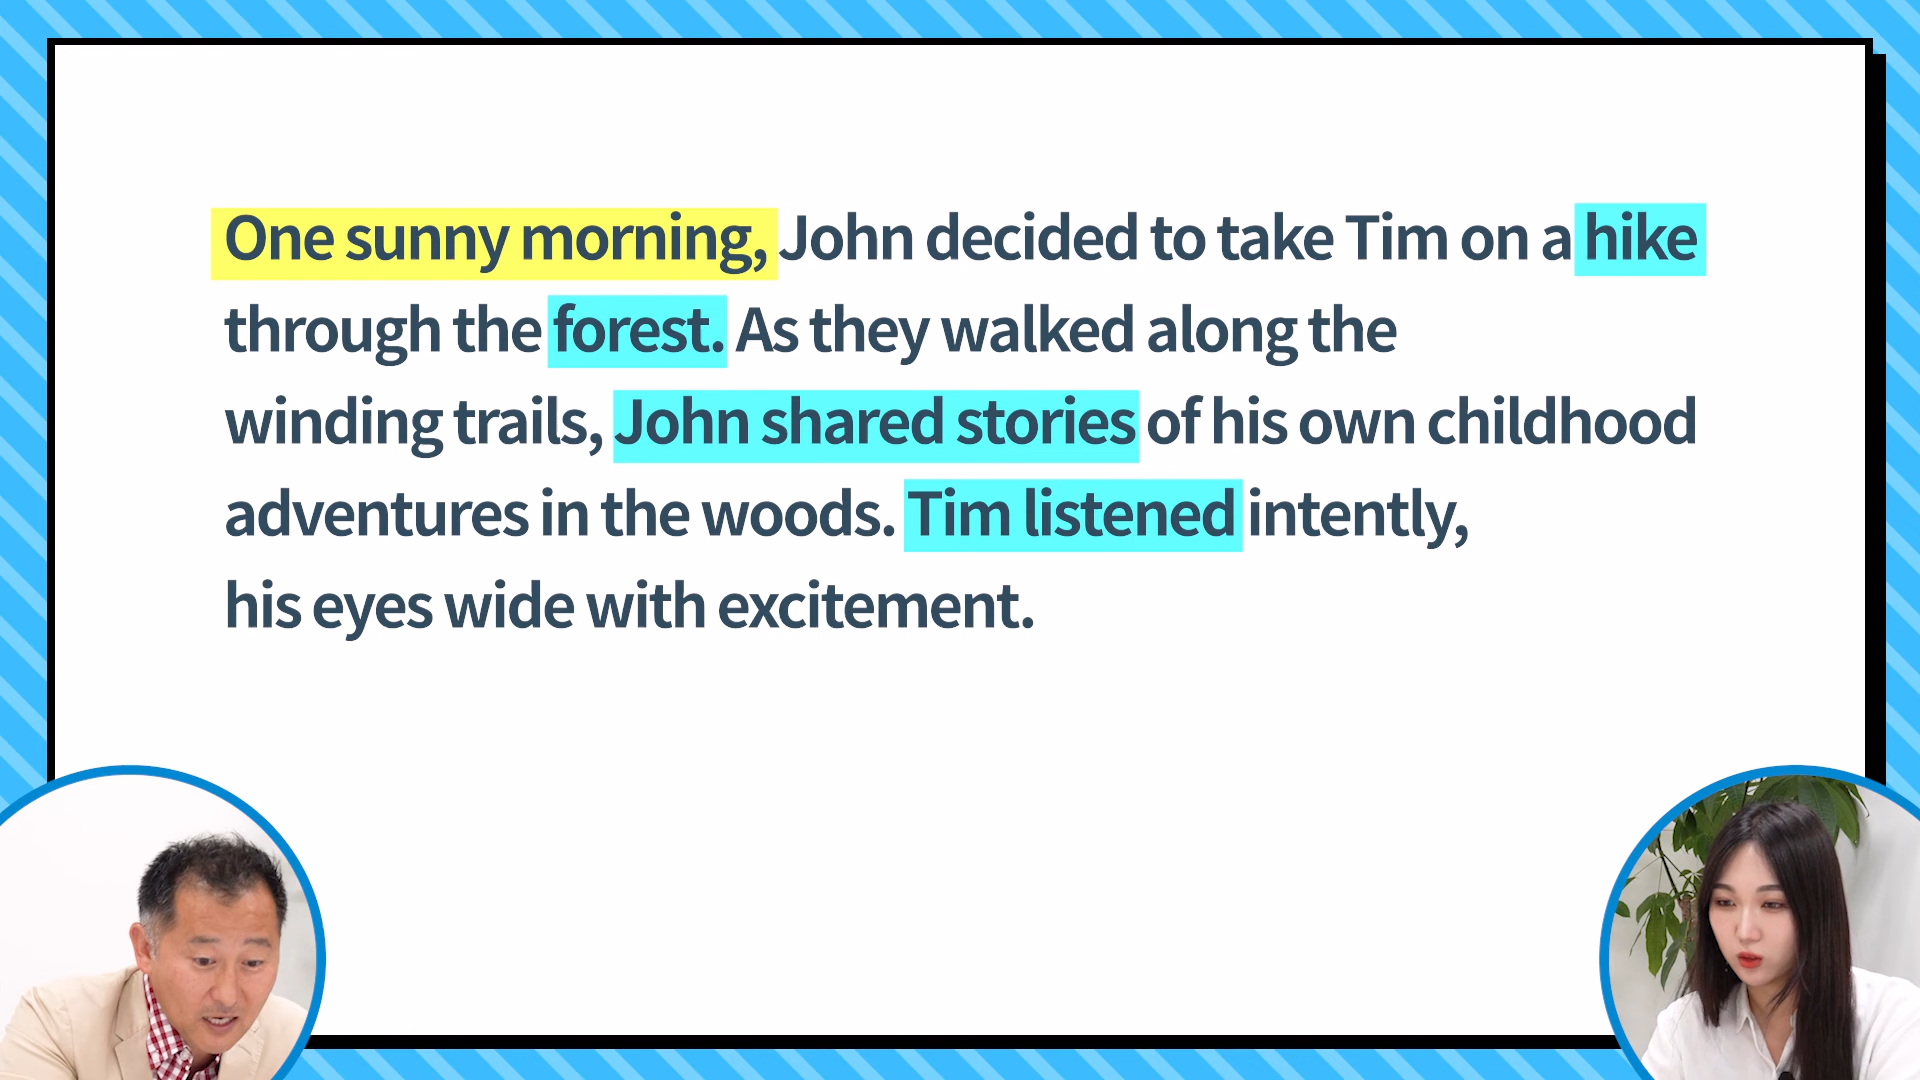 One sunny morning, John decided to take Tim on a hike
through the forest. As they walked along the
winding trails, John shared stories of his own childhood
adventures in the woods. Tim listened intently,
his eyes wide with excitement.